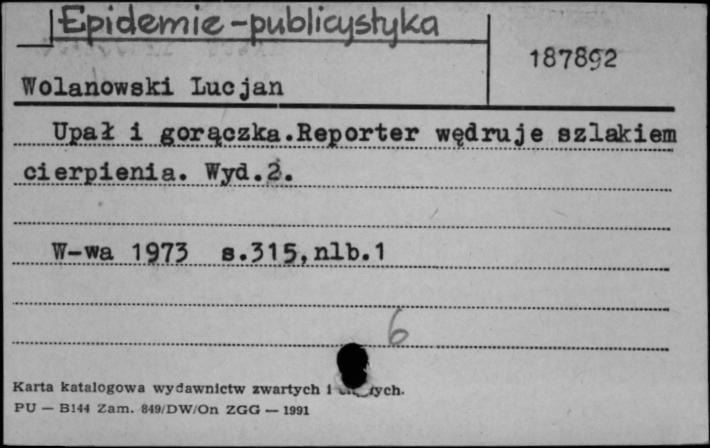 Epidemie-publicystyka
187892
Wolanowski Lucjan
Upał i gorączka.Reporter wędruje szlakiem
cierpienia. Wyd.2.
W-wa 1973 s.315,nlb.1
6
Karta katalogowa wydawnictw zwartych i
PU — B144 Zam. 849/DW/On ZGG — 1991